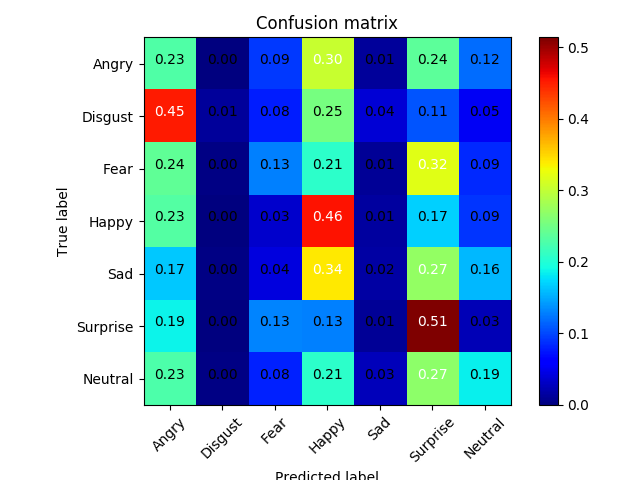 Confusion matrix
Angry 0.23 0.00 0.09 0.30 0.01 0.24 0.12
Disgust 0.45 0.01 0.08 0.25 0.04 0.11 0.05
Fear 0.24 0.00 0.13 0.21 0.01 0.32 0.09
Happy 0.23 0.00 0.03 0.46 0.01 0.17 0.09
Sad 0.17 0.00 0.04 0.34 0.02 0.27 0.16
Surprise 0.19 0.00 0.13 0.13 0.01 0.51 0.03
Neutral 0.23 0.00 0.08 0.21 0.03 0.27 0.19
Angry Disgust Fear Happy Sad Surprise Neutral
True label
Predicted label
0.5
0.4
0.3
0.2
0.1
0.0